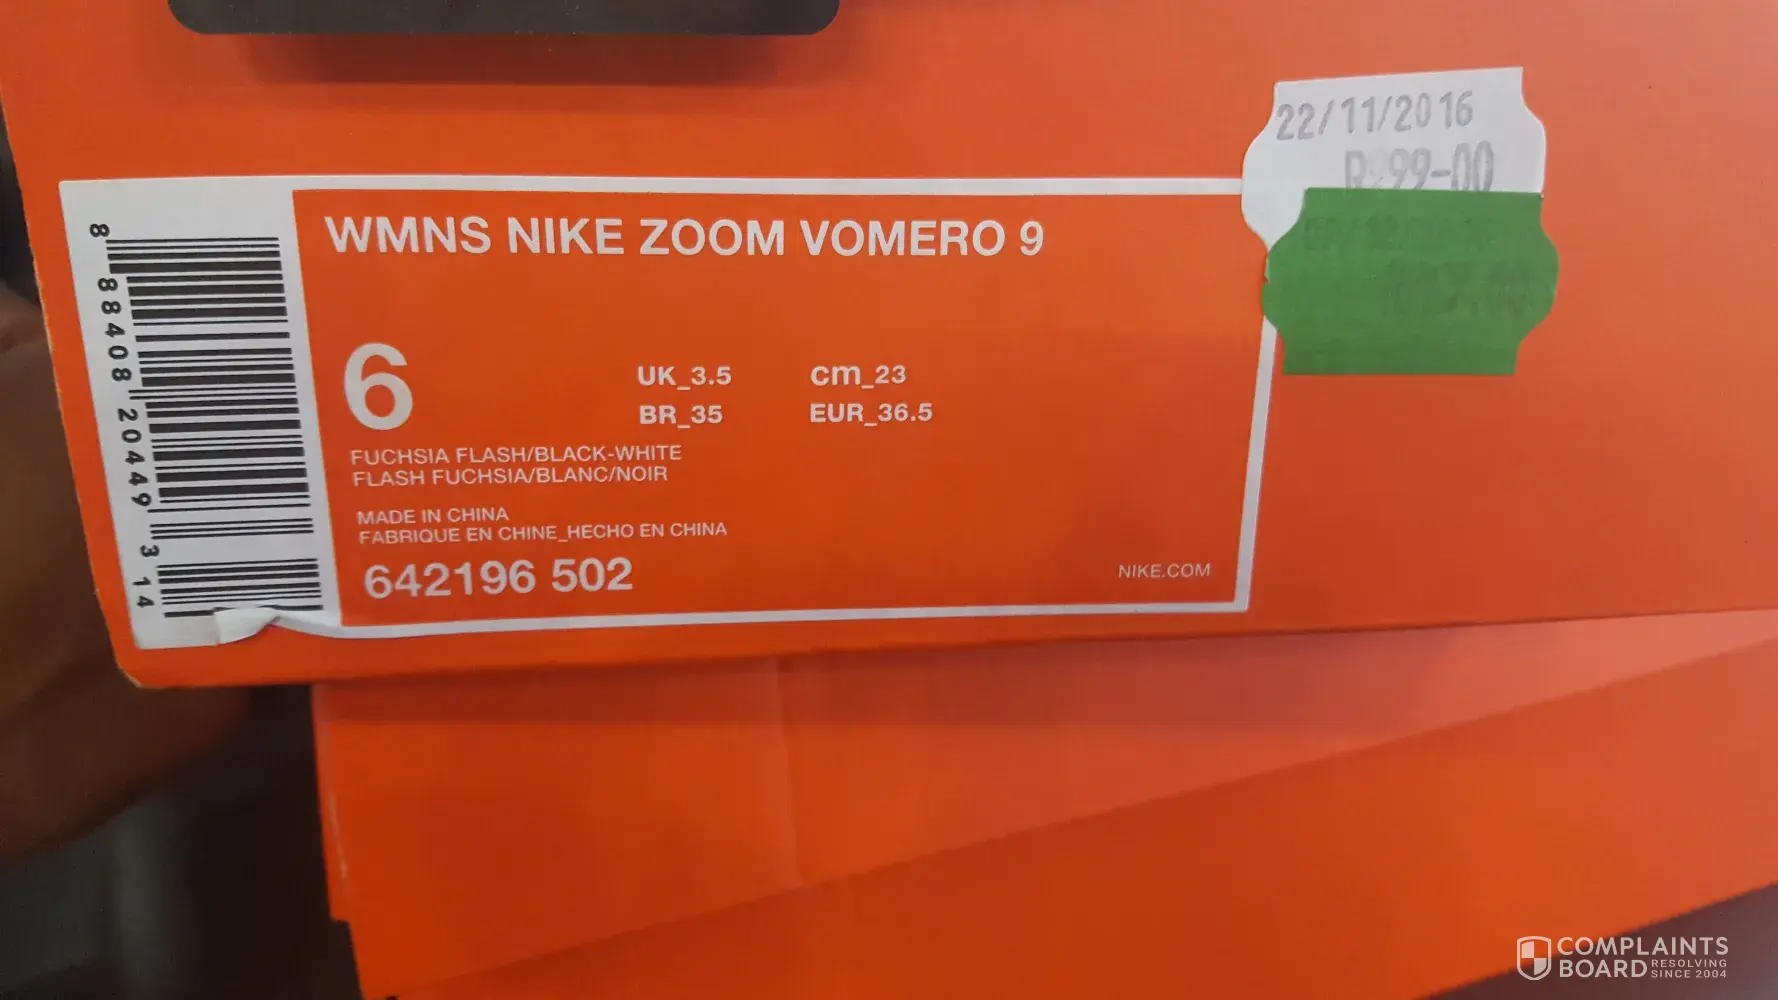 22/11/2016
WMNS NIKE ZOOM VOMERO 9
6
UK_3.5 cm_23
BR_35 EUR_36.5
FUCHSIA FLASH/BLACK-WHITE
FLASH FUCHSIA/BLANC/NOIR
MADE IN CHINA
FABRIQUE EN CHINE_HECHO EN CHINA
642196 502
NIKE.COM
8 88408 20449 3 14
COMPLAINTS
BOARD RESOLVING
SINCE 2004